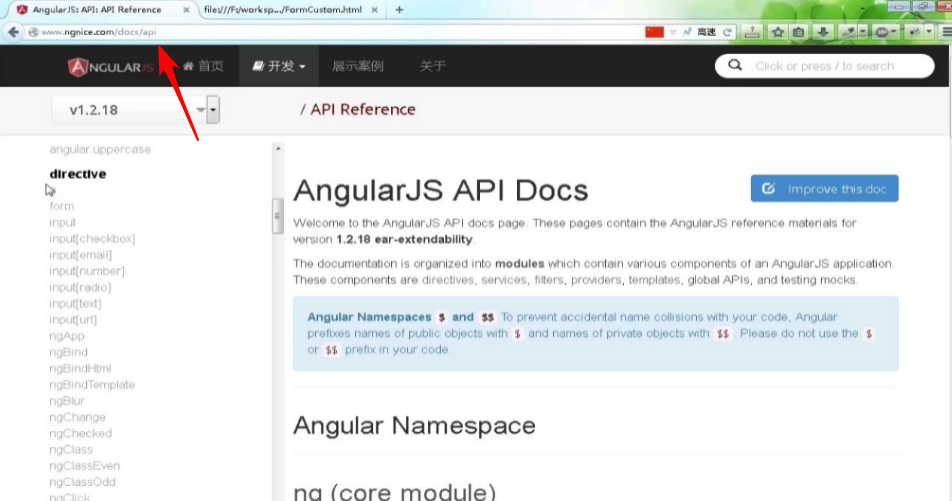 AngularJS: API: API Reference
file:///F:/worksp.../FormCustom.html
www.ngnice.com/docs/api
高速
ANGULARJS
首页
开发
展示案例
关于
Click or press / to search
v1.2.18
/ API Reference
angular.uppercase
directive
form
input
input[checkbox]
input[email]
input[number]
input[radio]
input[text]
input[url]
ngApp
ngBind
ngBindHtml
ngBindTemplate
ngBlur
ngChange
ngChecked
ngClass
ngClassEven
ngClassOdd
ngClick
AngularJS API Docs
Improve this doc
Welcome to the AngularJS API docs page. These pages contain the AngularJS reference materials for
version 1.2.18 ear-extendability.
The documentation is organized into modules which contain various components of an AngularJS application.
These components are directives, services, filters, providers, templates, global APIs, and testing mocks.
Angular Namespaces $ and $$ To prevent accidental name collisions with your code, Angular
prefixes names of public objects with $ and names of private objects with $$. Please do not use the $
or $$ prefix in your code.
Angular Namespace
ng (core module)